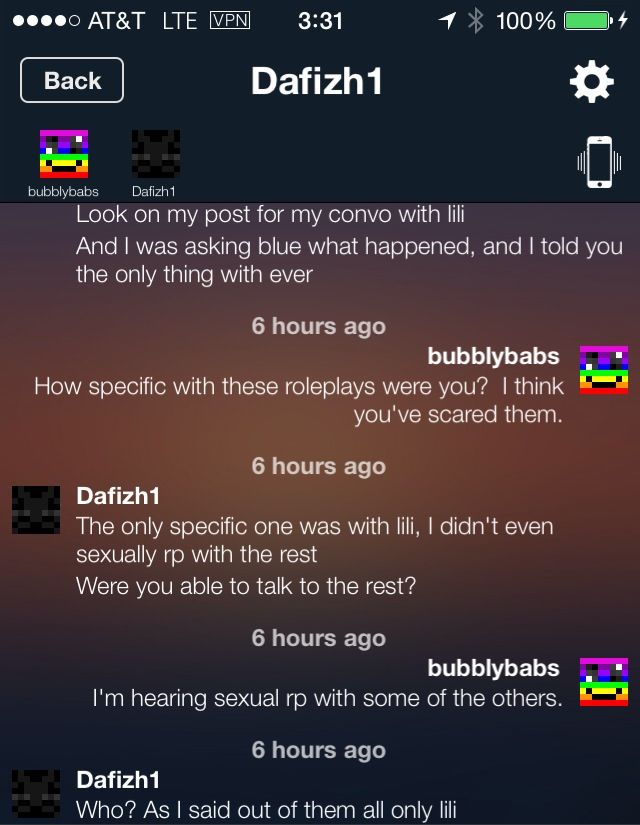 AT&T LTE VPN 3:31 100%
Back Dafizh1
bubblybabs Dafizh1
Look on my post for my convo with lili
And I was asking blue what happened, and I told you
the only thing with ever
6 hours ago
bubblybabs
How specific with these roleplays were you? I think
you've scared them.
6 hours ago
Dafizh1
The only specific one was with lili, I didn't even
sexually rp with the rest
Were you able to talk to the rest?
6 hours ago
bubblybabs
I'm hearing sexual rp with some of the others.
6 hours ago
Dafizh1
Who? As I said out of them all only lili